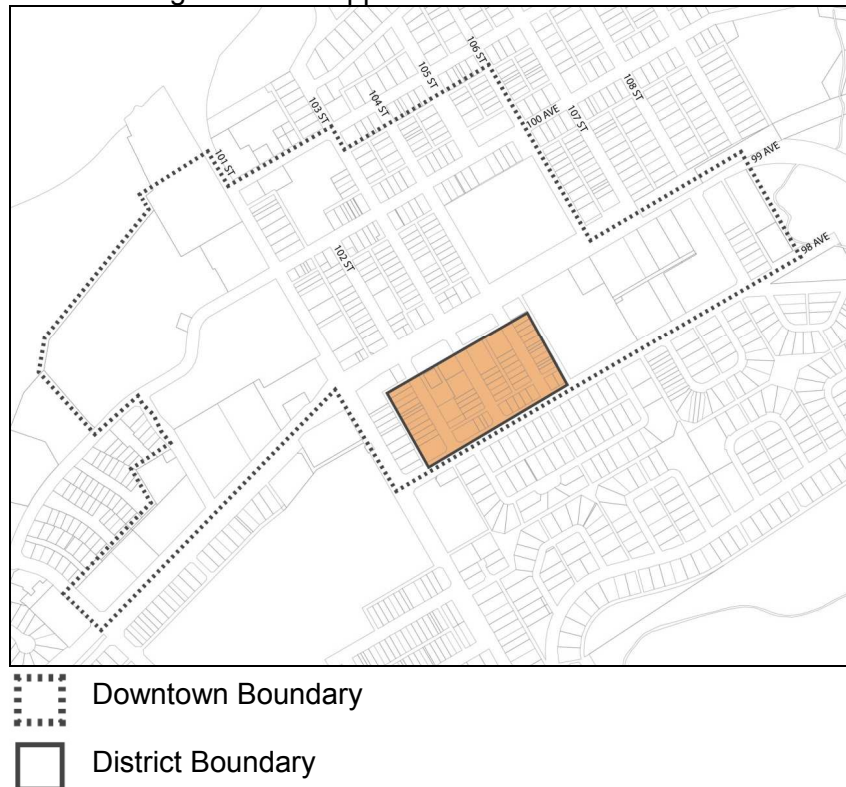 106 ST
105 ST
104 ST
103 ST
108 ST
107 ST
100 AVE
101 ST
99 AVE
98 AVE
102 ST
Downtown Boundary
District Boundary